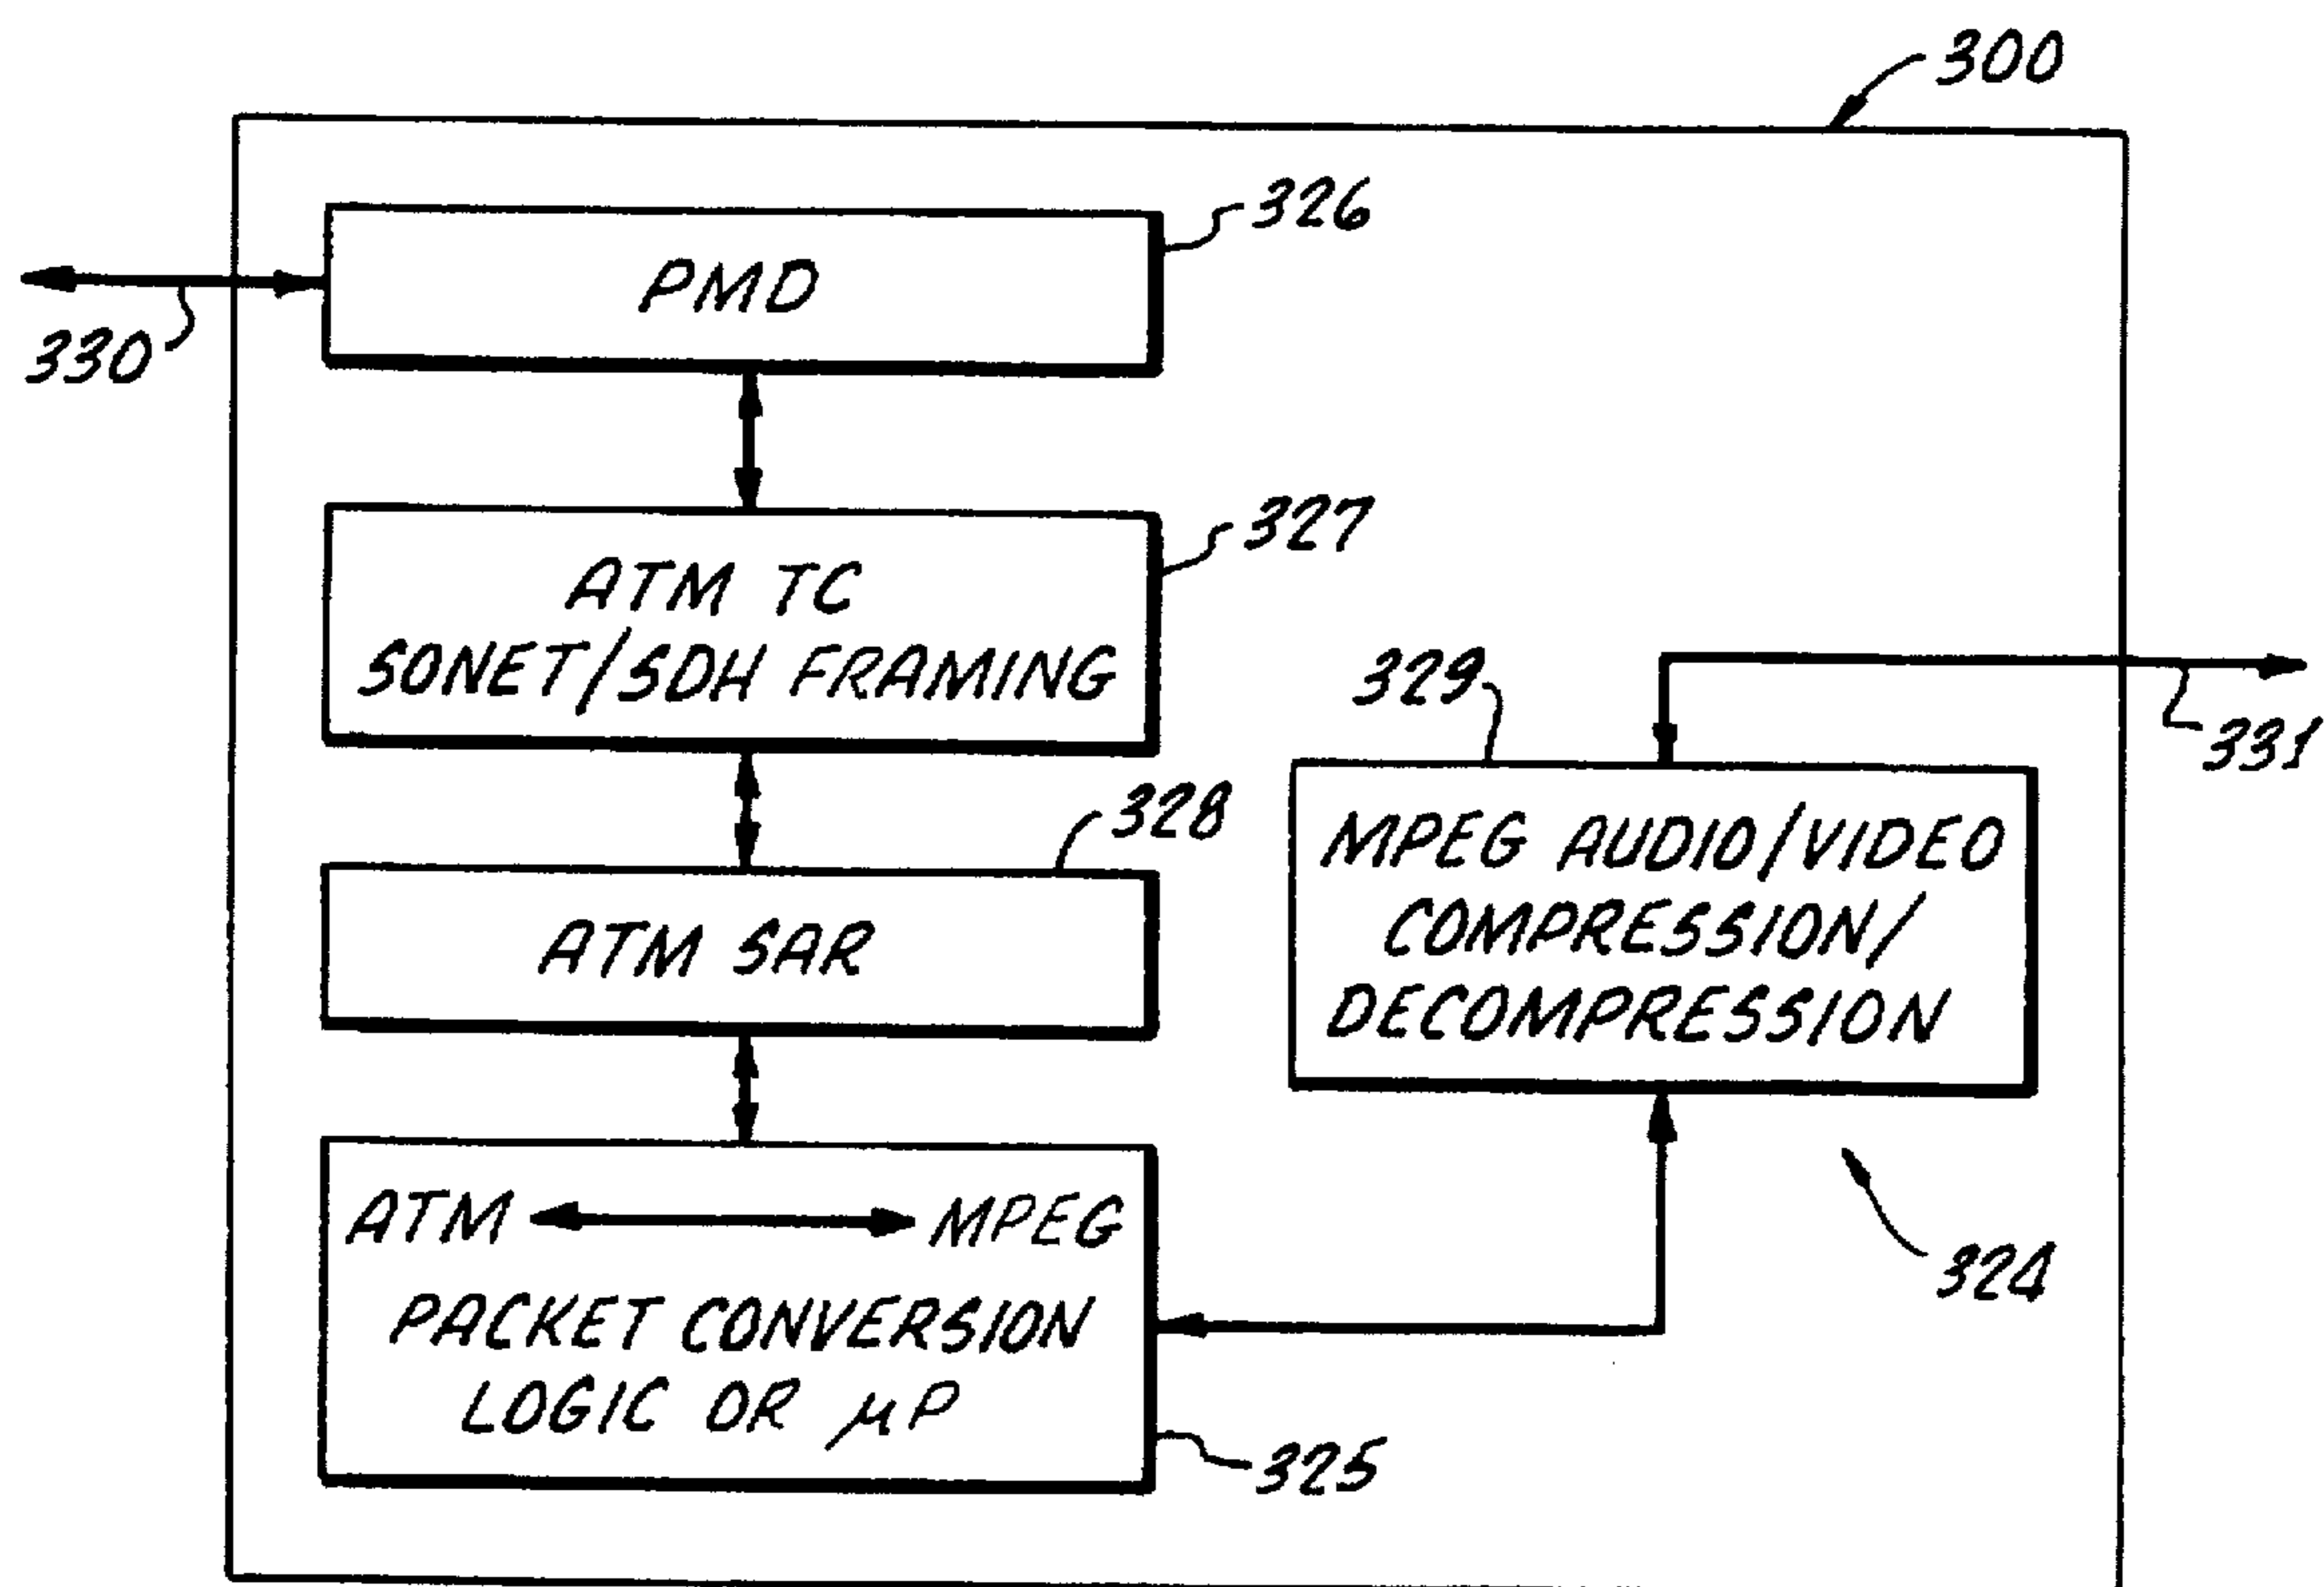 300
326
PMD
330
327
ATM TC
SONET/SDH FRAMING
329
331
328
MPEG AUDIO/VIDEO
COMPRESSION/
DECOMPRESSION
ATM SAR
324
ATM MPEG
PACKET CONVERSION
LOGIC OR μP
325